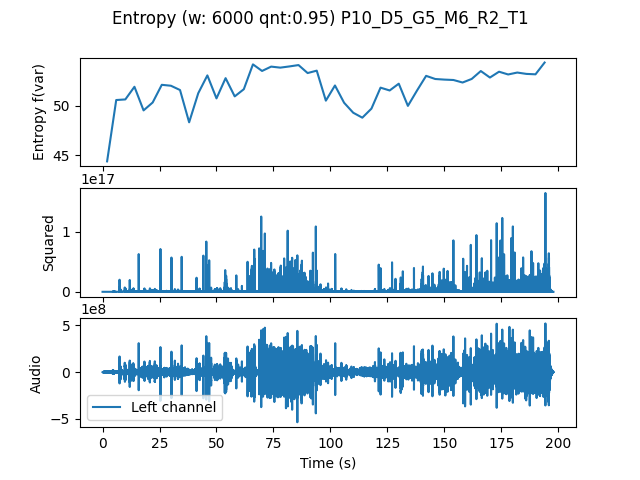 Entropy (w: 6000 qnt:0.95) P10_D5_G5_M6_R2_T1
Entropy f(var)
50
45
1e17
Squared
1
0
1e8
Audio
5
0
−5
Left channel
0 25 50 75 100 125 150 175 200
Time (s)